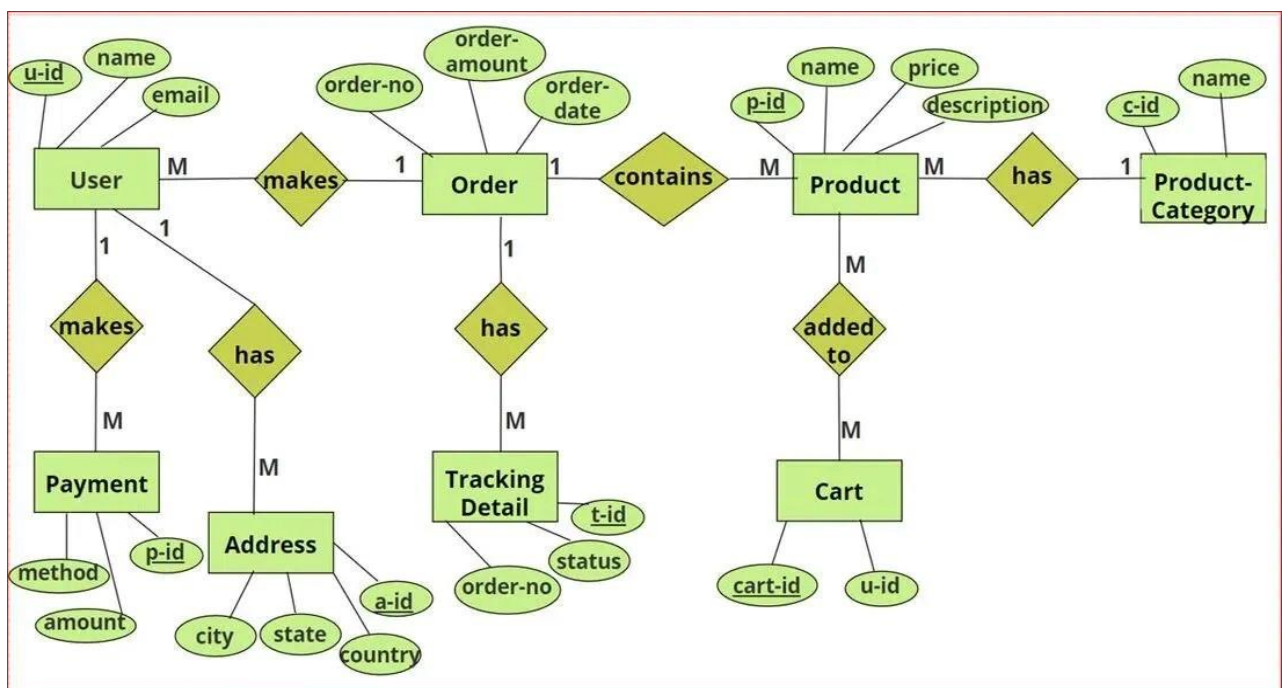 u-id
name
email
order-no
order-
amount
order-
date
p-id
name
price
description
c-id
name
User
M
makes
1
Order
1
contains
M
Product
M
has
1
Product-
Category
1
1
1
M
makes
has
has
added
to
M
M
M
M
Payment
Address
Tracking
Detail
Cart
method
amount
p-id
city
state
country
a-id
order-no
status
t-id
cart-id
u-id